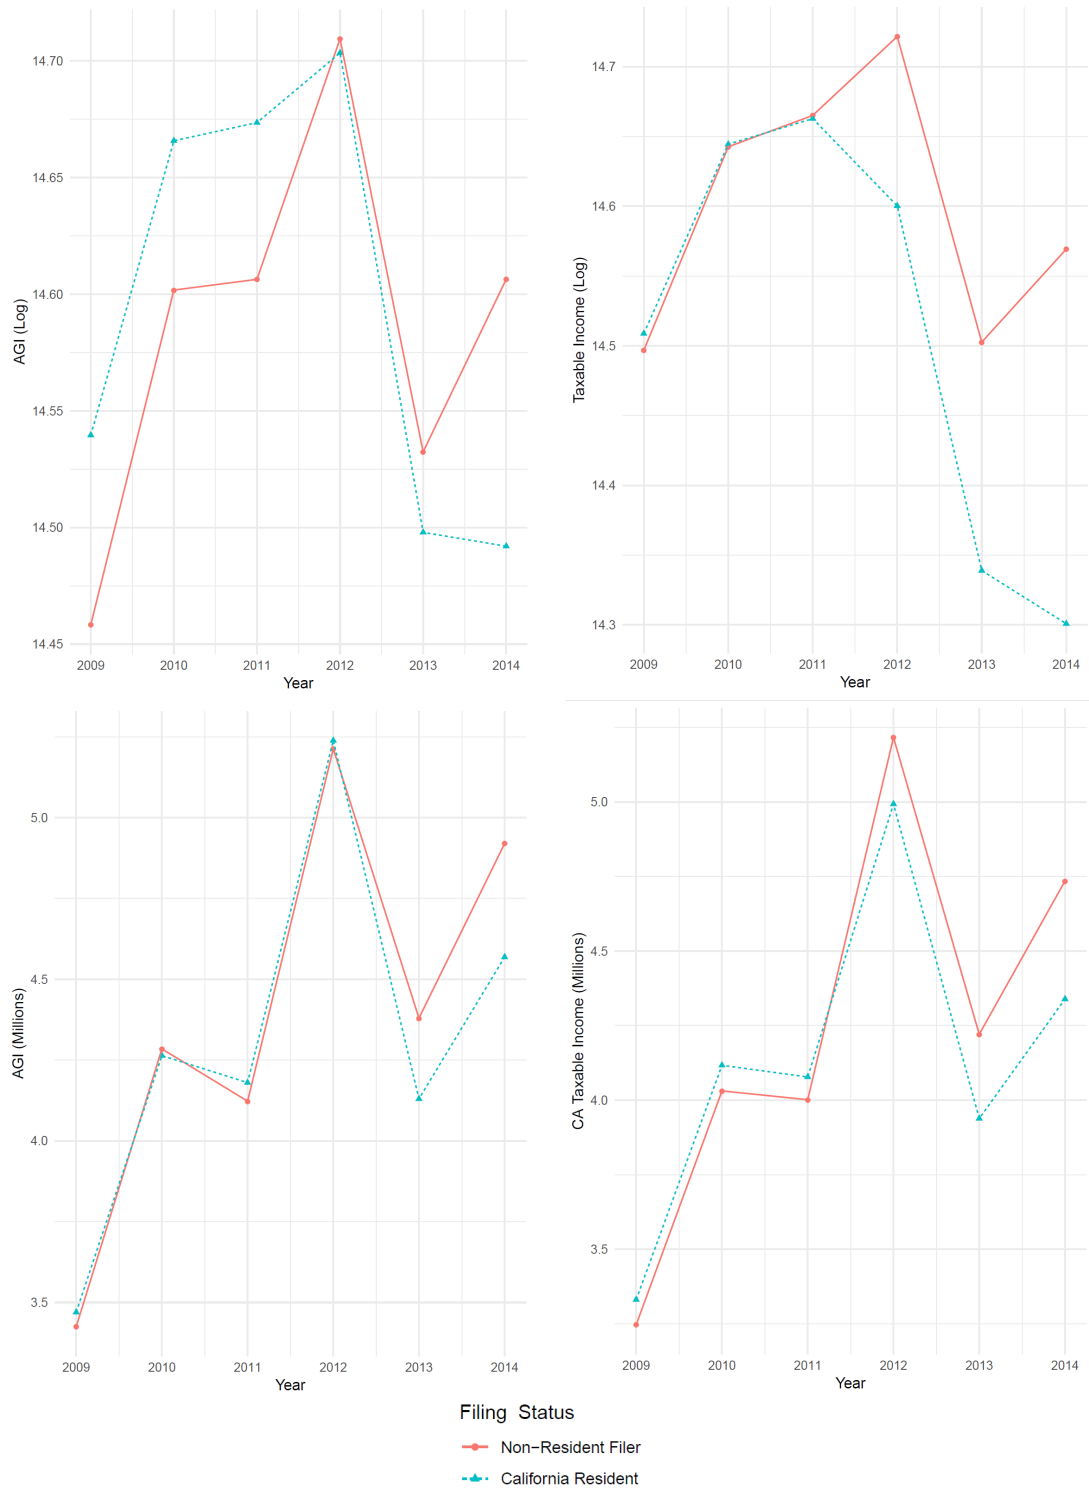 14.70
14.65
14.60
14.55
14.50
14.45
AGI (Log)
2009 2010 2011 2012 2013 2014
Year
14.7
14.6
14.5
14.4
14.3
Taxable Income (Log)
2009 2010 2011 2012 2013 2014
Year
5.0
4.5
4.0
3.5
AGI (Millions)
2009 2010 2011 2012 2013 2014
Year
5.0
4.5
4.0
3.5
CA Taxable Income (Millions)
2009 2010 2011 2012 2013 2014
Year
Filing Status
Non−Resident Filer
California Resident